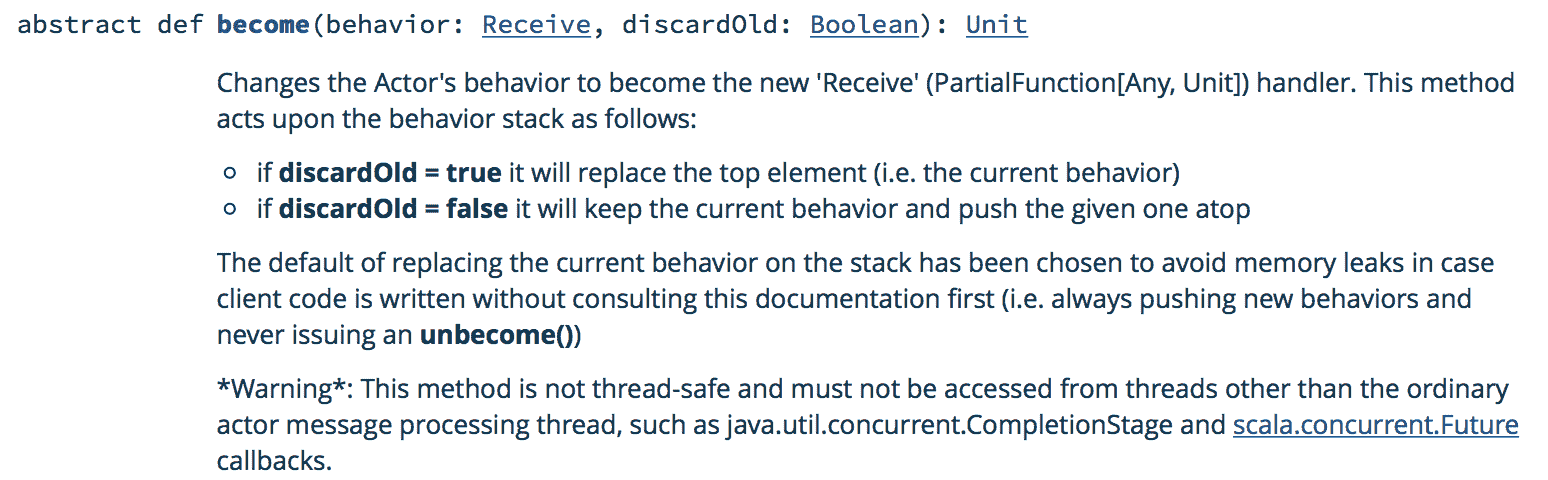 abstract def become(behavior: Receive, discardOld: Boolean): Unit
Changes the Actor's behavior to become the new 'Receive' (PartialFunction[Any, Unit]) handler. This method
acts upon the behavior stack as follows:
if discardOld = true it will replace the top element (i.e. the current behavior)
if discardOld = false it will keep the current behavior and push the given one atop
The default of replacing the current behavior on the stack has been chosen to avoid memory leaks in case
client code is written without consulting this documentation first (i.e. always pushing new behaviors and
never issuing an unbecome())
*Warning*: This method is not thread-safe and must not be accessed from threads other than the ordinary
actor message processing thread, such as java.util.concurrent.CompletionStage and scala.concurrent.Future
callbacks.